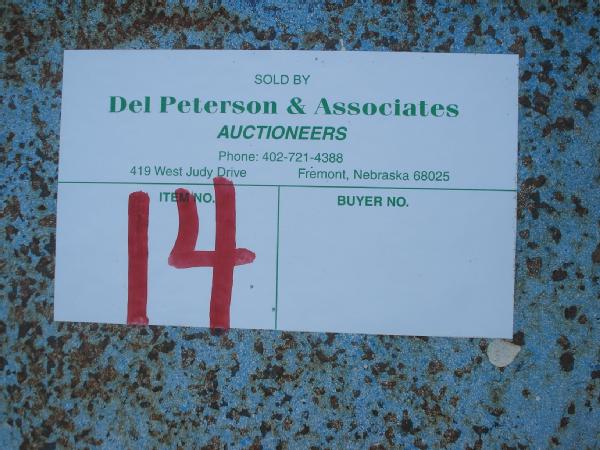 SOLD BY
Del Peterson & Associates
AUCTIONEERS
Phone: 402-721-4388
419 West Judy Drive Fremont, Nebraska 68025
ITEM NO. BUYER NO.
14